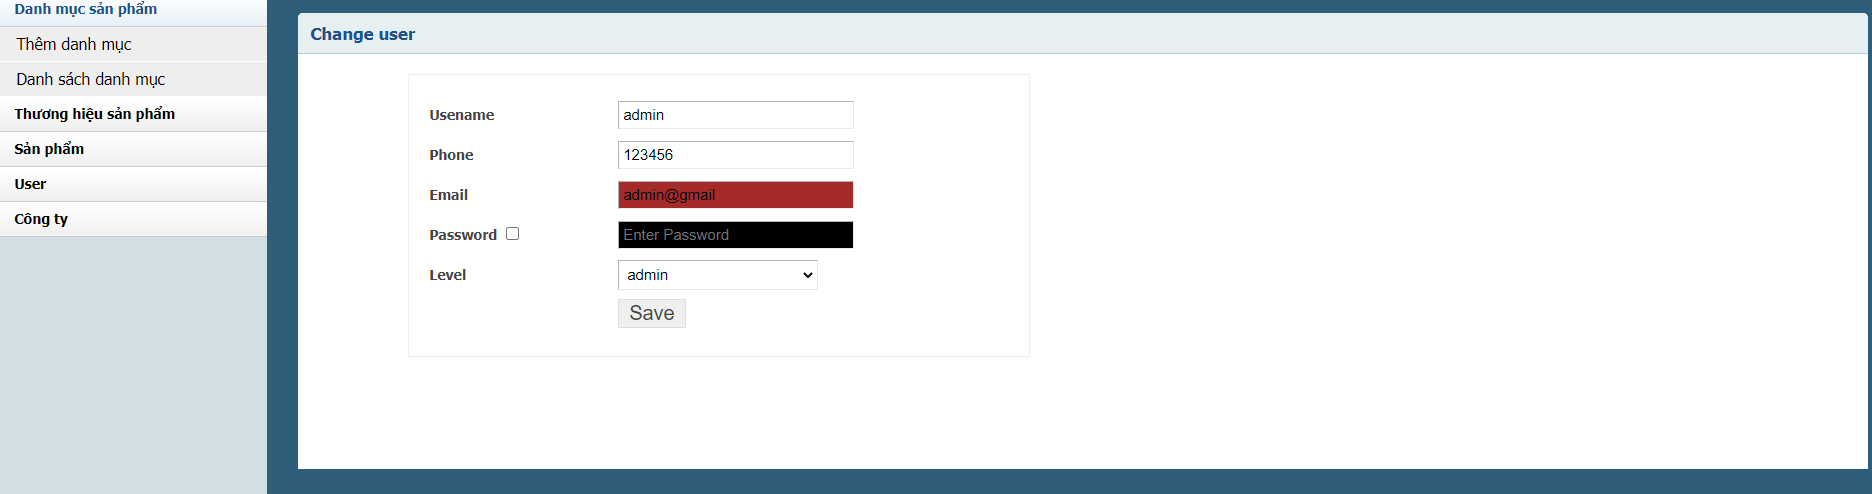 Danh mục sản phẩm
Thêm danh mục
Danh sách danh mục
Thương hiệu sản phẩm
Sản phẩm
User
Công ty
Change user
Usename admin
Phone 123456
Email admin@gmail
Password Enter Password
Level admin
Save